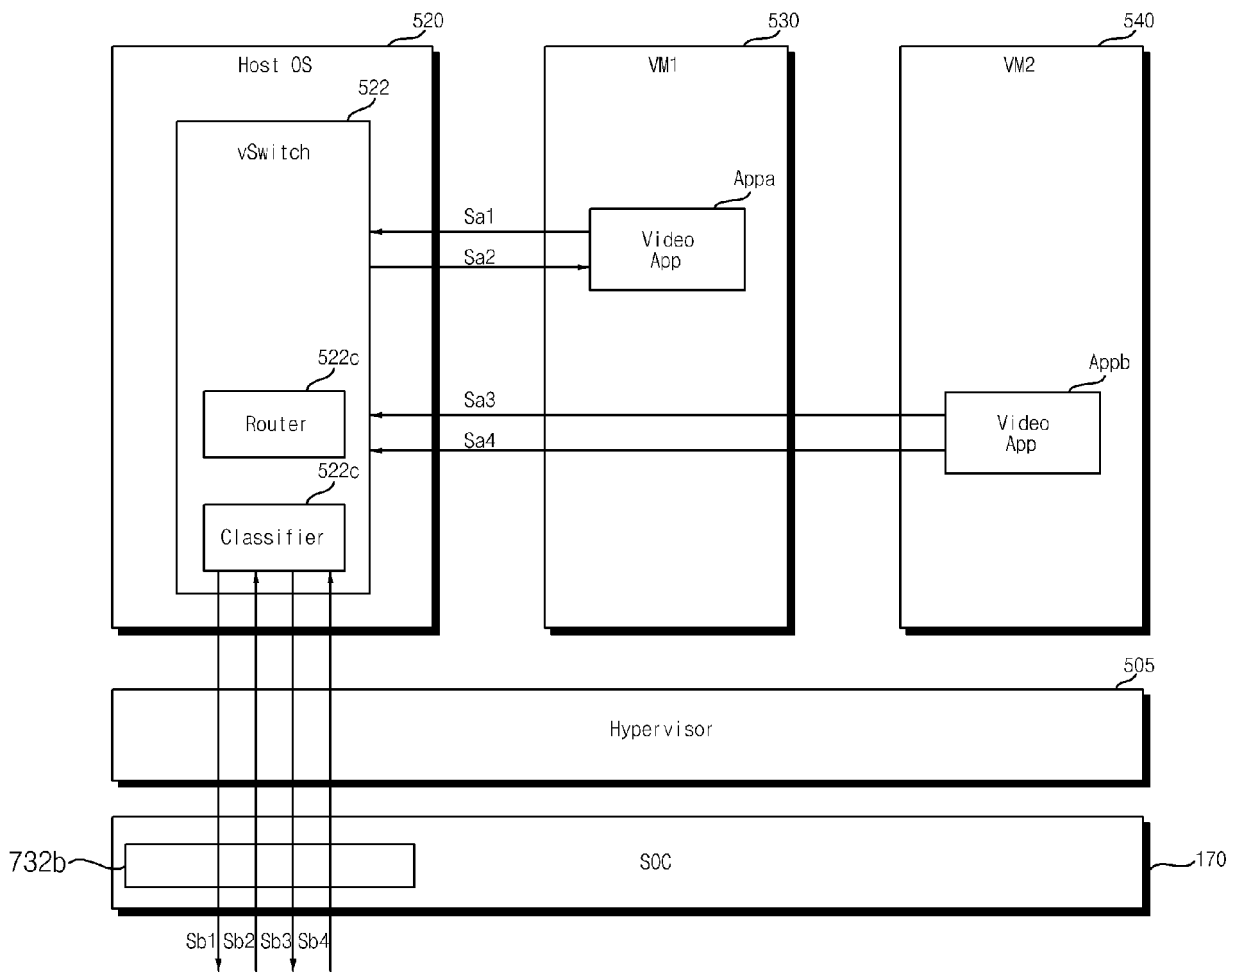 520
530
540
Host OS
VM1
VM2
522
vSwitch
Appa
Sa1
Video
App
Sa2
522c
Appb
Sa3
Router
Video
App
Sa4
522c
Classifier
505
Hypervisor
732b
SOC
170
Sb1 Sb2 Sb3 Sb4